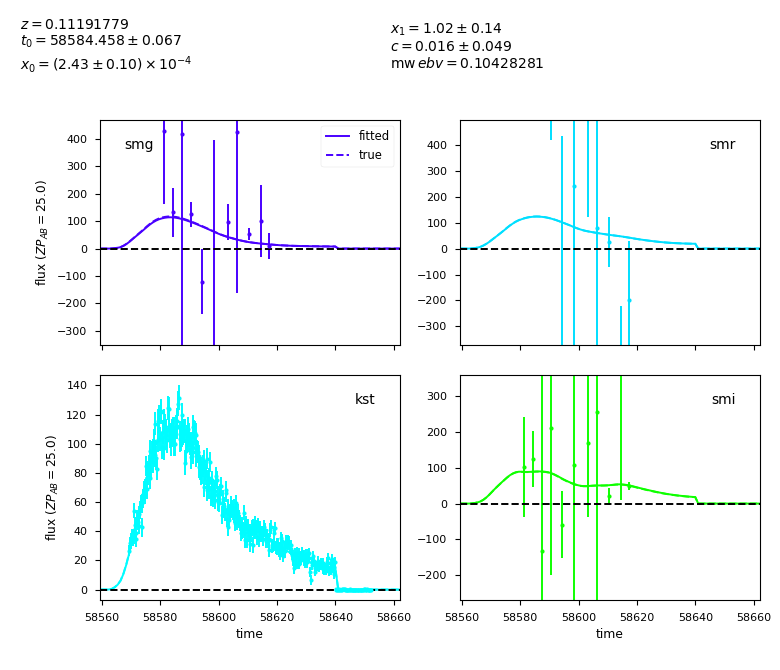 z = 0.11191779
t₀ = 58584.458 ± 0.067
x₀ = (2.43 ± 0.10) × 10⁻⁴
x₁ = 1.02 ± 0.14
c = 0.016 ± 0.049
mw ebv = 0.10428281
smg
fitted
true
400
300
200
100
0
−100
−200
−300
flux (ZP_AB = 25.0)
smr
400
300
200
100
0
−100
−200
−300
kst
140
120
100
80
60
40
20
0
flux (ZP_AB = 25.0)
58560 58580 58600 58620 58640 58660
time
smi
300
200
100
0
−100
−200
58560 58580 58600 58620 58640 58660
time